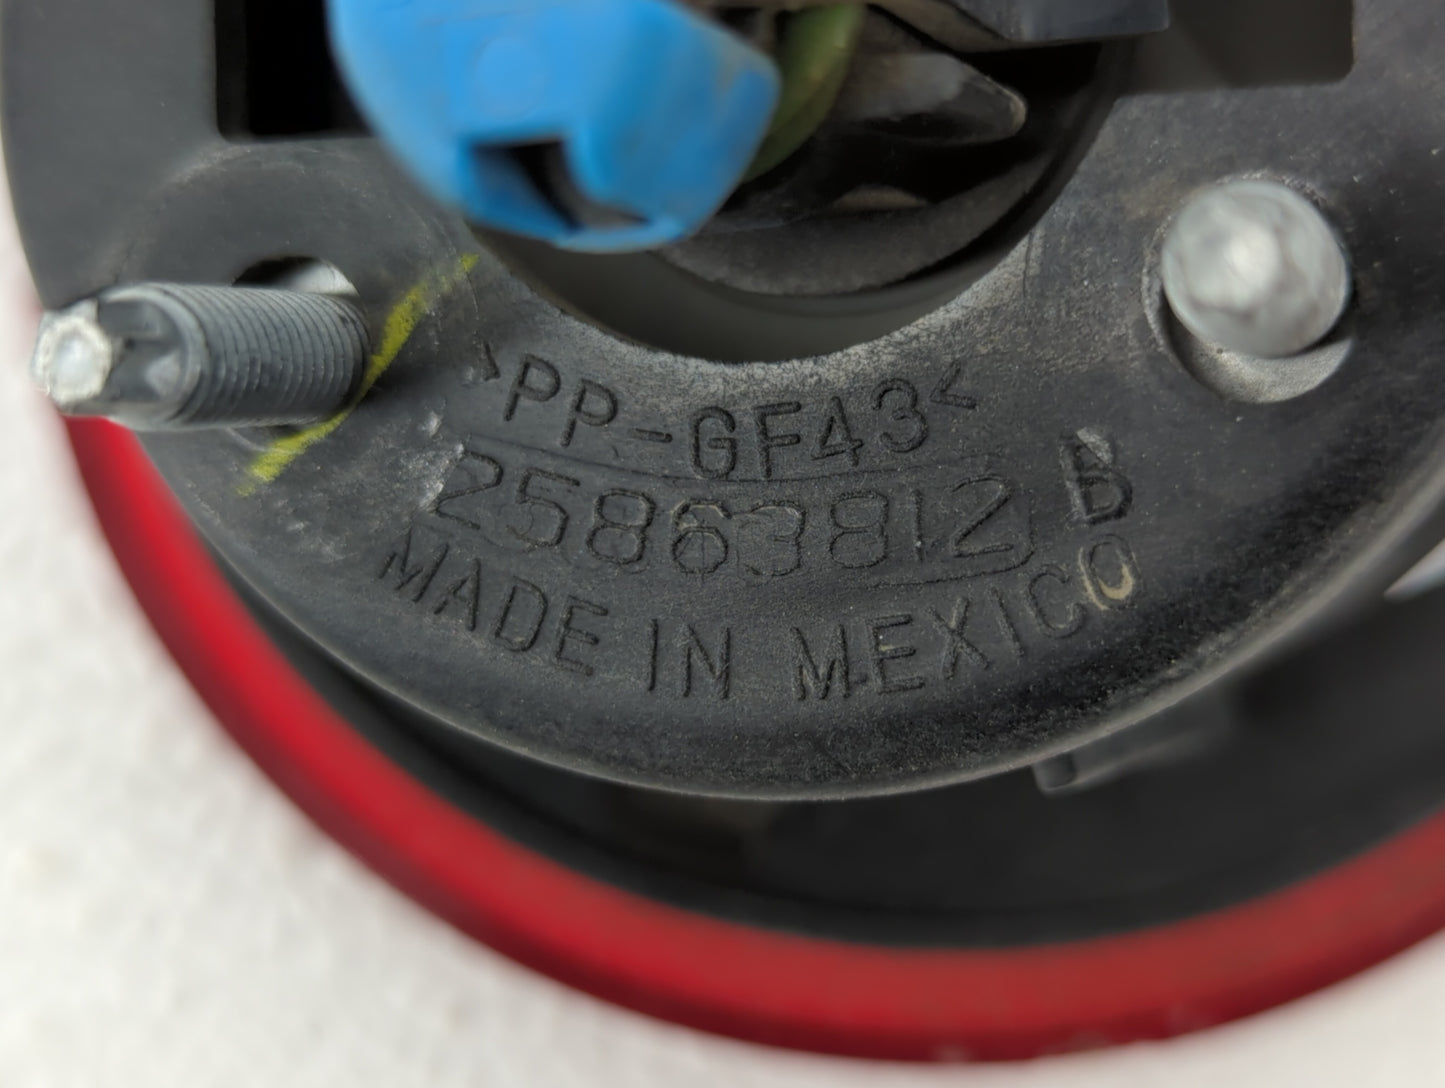 >PP-GF43<
25863812 B
MADE IN MEXICO